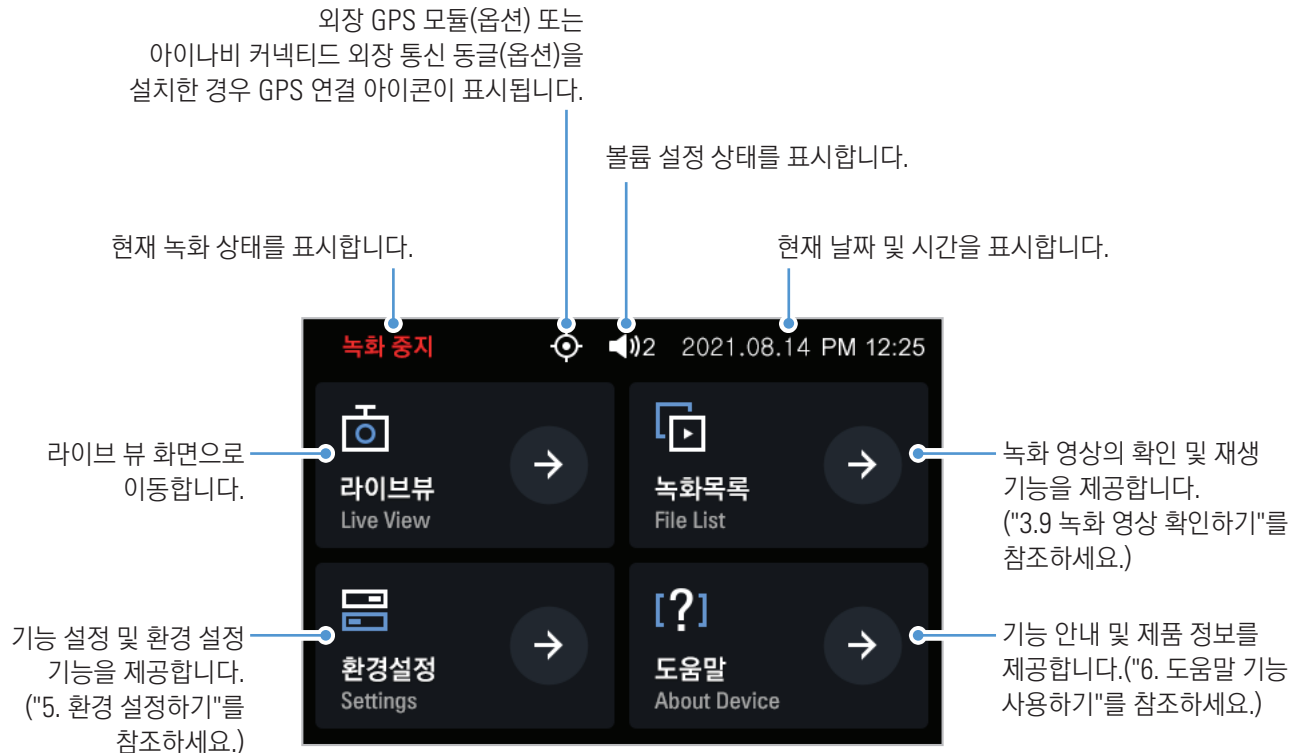 외장 GPS 모듈(옵션) 또는
아이나비 커넥티드 외장 통신 동글(옵션)을
설치한 경우 GPS 연결 아이콘이 표시됩니다.
볼륨 설정 상태를 표시합니다.
현재 녹화 상태를 표시합니다.
현재 날짜 및 시간을 표시합니다.
녹화 중지 2 2021.08.14 PM 12:25
라이브 뷰 화면으로
이동합니다.
라이브뷰
Live View
녹화목록
File List
녹화 영상의 확인 및 재생
기능을 제공합니다.
("3.9 녹화 영상 확인하기"를
참조하세요.)
기능 설정 및 환경 설정
기능을 제공합니다.
("5. 환경 설정하기"를
참조하세요.)
환경설정
Settings
[?]
도움말
About Device
기능 안내 및 제품 정보를
제공합니다.("6. 도움말 기능
사용하기"를 참조하세요.)